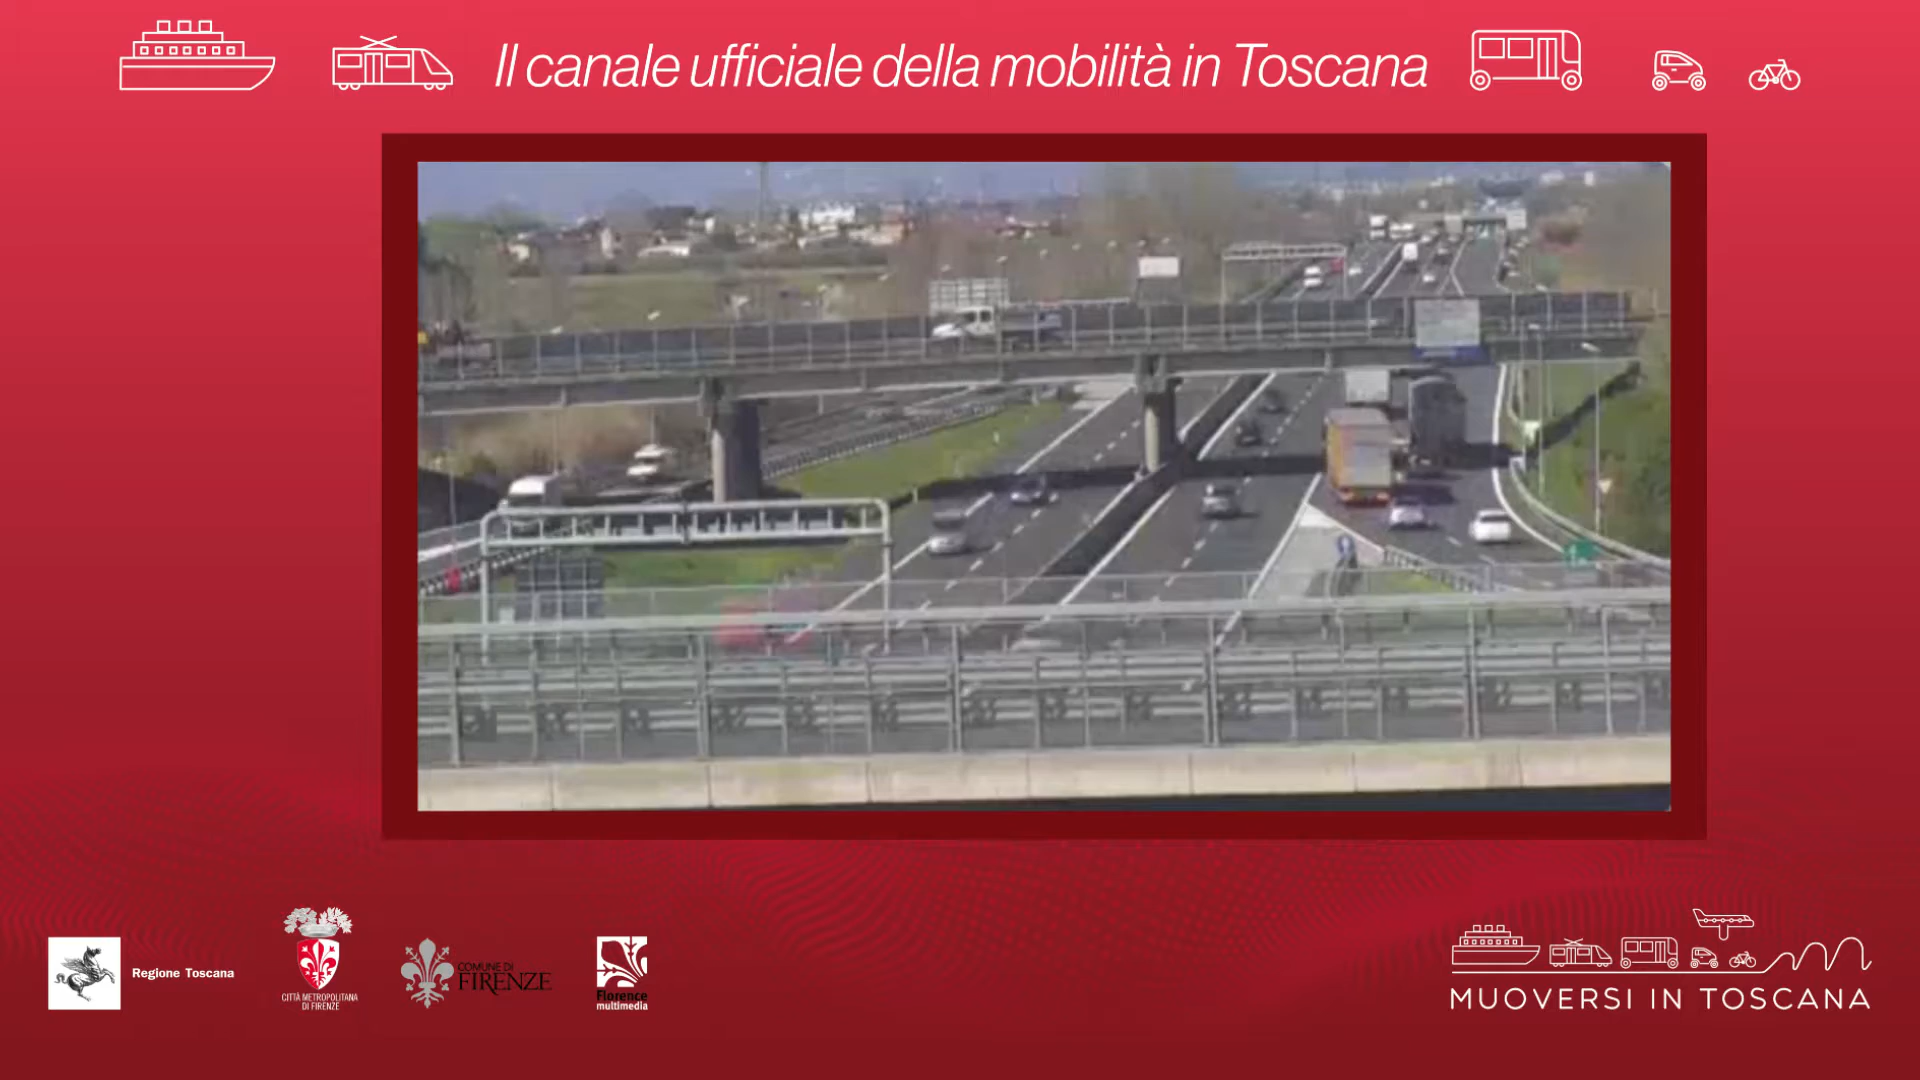 Il canale ufficiale della mobilità in Toscana
Regione Toscana
CITTÀ METROPOLITANA
DI FIRENZE
COMUNE DI
FIRENZE
Florence
multimedia
MUOVERSI IN TOSCANA